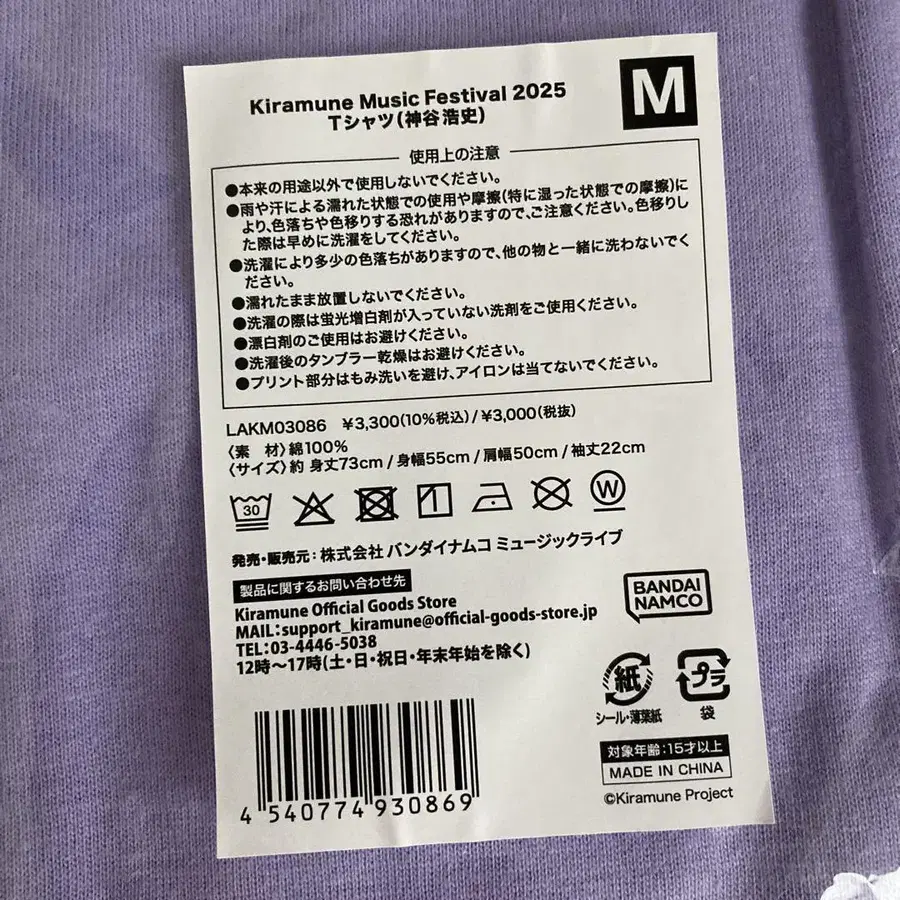 Kiramune Music Festival 2025
Tシャツ(神谷浩史)
M
使用上の注意
●本来の用途以外で使用しないでください。
●雨や汗による濡れた状態での使用や摩擦(特に湿った状態での摩擦)に
より、色落ちや色移りする恐れがありますので、ご注意ください。色移りし
た際は早めに洗濯をしてください。
●洗濯により多少の色落ちがありますので、他の物と一緒に洗わないでく
ださい。
●濡れたまま放置しないでください。
●洗濯の際は蛍光増白剤が入っていない洗剤をご使用ください。
●漂白剤のご使用はお避けください。
●洗濯後のタンブラー乾燥はお避けください。
●プリント部分はもみ洗いを避け、アイロンは当てないでください。
LAKM03086 ¥3,300(10%税込)/¥3,000(税抜)
〈素 材〉綿100%
〈サイズ〉約 身丈73cm/身幅55cm/肩幅50cm/袖丈22cm
30
W
発売・販売元:株式会社 バンダイナムコ ミュージックライブ
製品に関するお問い合わせ先
Kiramune Official Goods Store
MAIL:support_kiramune@official-goods-store.jp
TEL:03-4446-5038
12時〜17時(土・日・祝日・年末年始を除く)
BANDAI
NAMCO
紙
シール・薄葉紙
プラ
袋
対象年齢:15才以上
MADE IN CHINA
©Kiramune Project
4 540774 930869